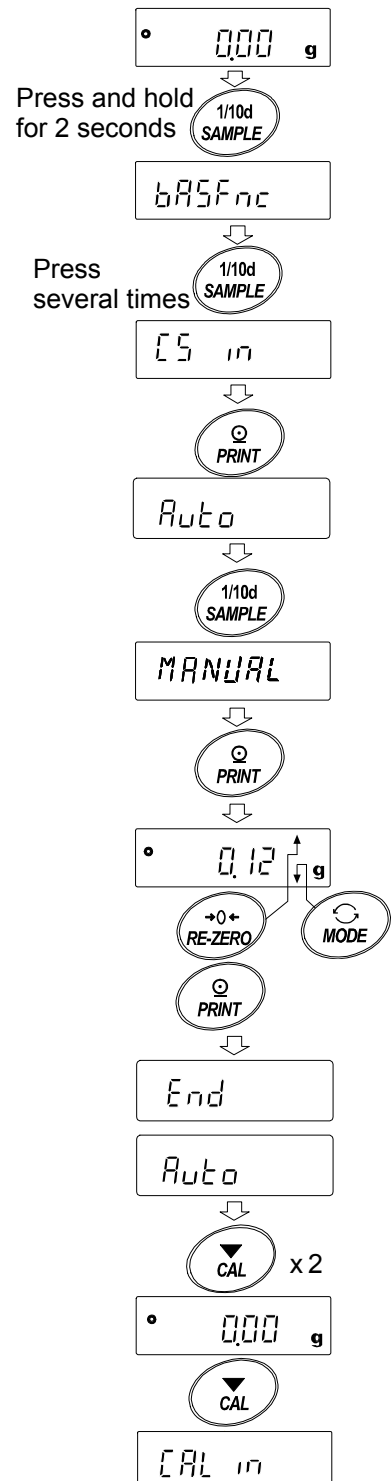 0.00 g
Press and hold
for 2 seconds
1/10d
SAMPLE
bASFnc
Press
several times
1/10d
SAMPLE
CS in
PRINT
Auto
1/10d
SAMPLE
MANUAL
PRINT
0.12 g
→0←
RE-ZERO
MODE
PRINT
End
Auto
CAL
x 2
0.00 g
CAL
CAL in